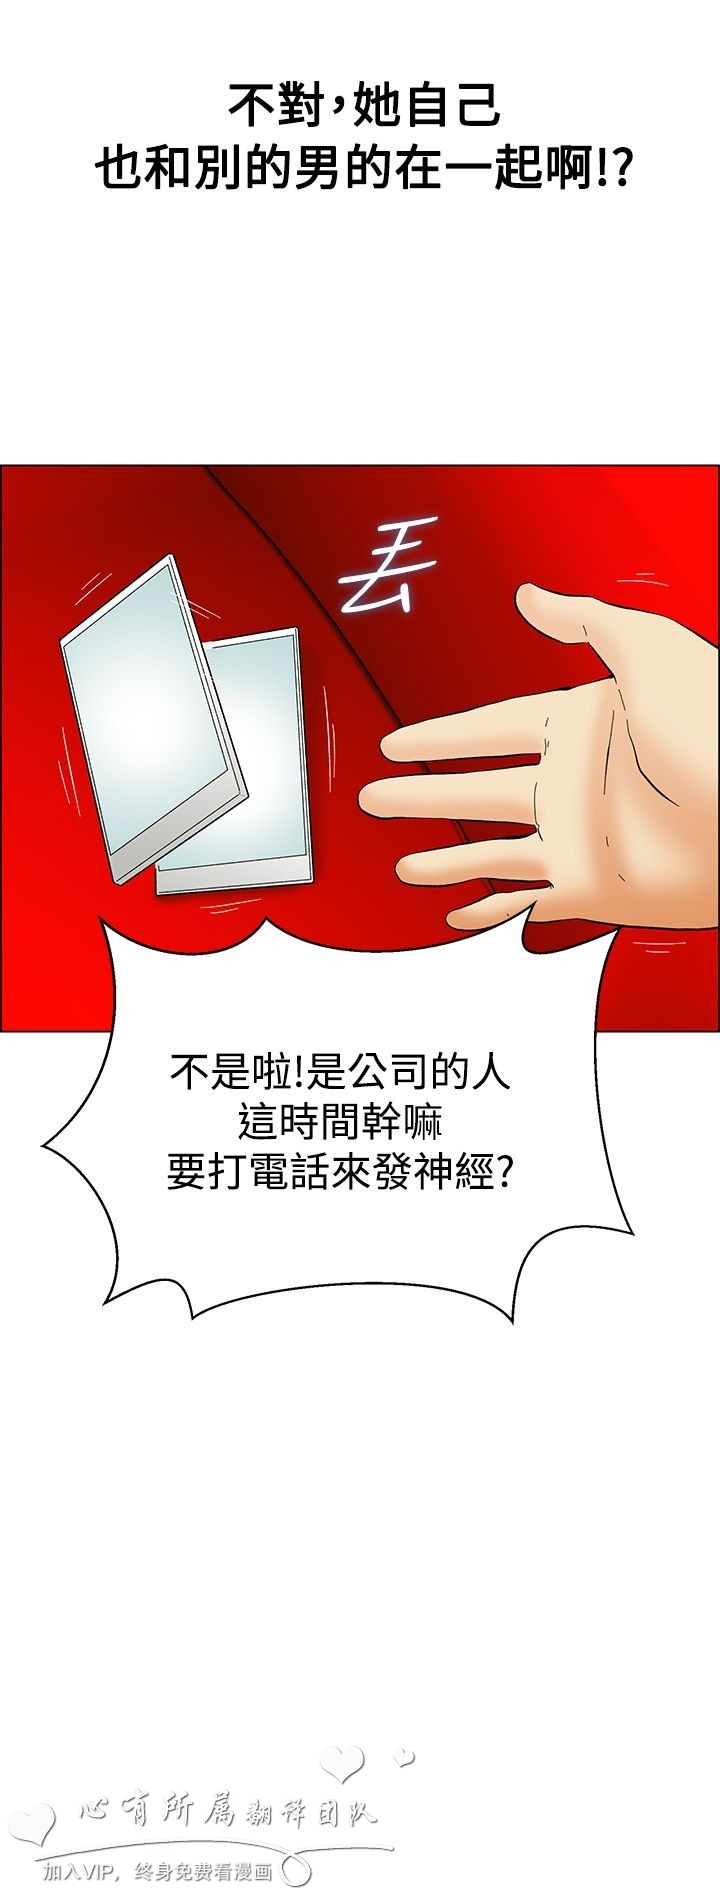 不對，她自己
也和別的男的在一起啊!?
丟
不是啦!是公司的人
這時間幹嘛
要打電話來發神經?
心有所属翻译团队
加入VIP，终身免费看漫画